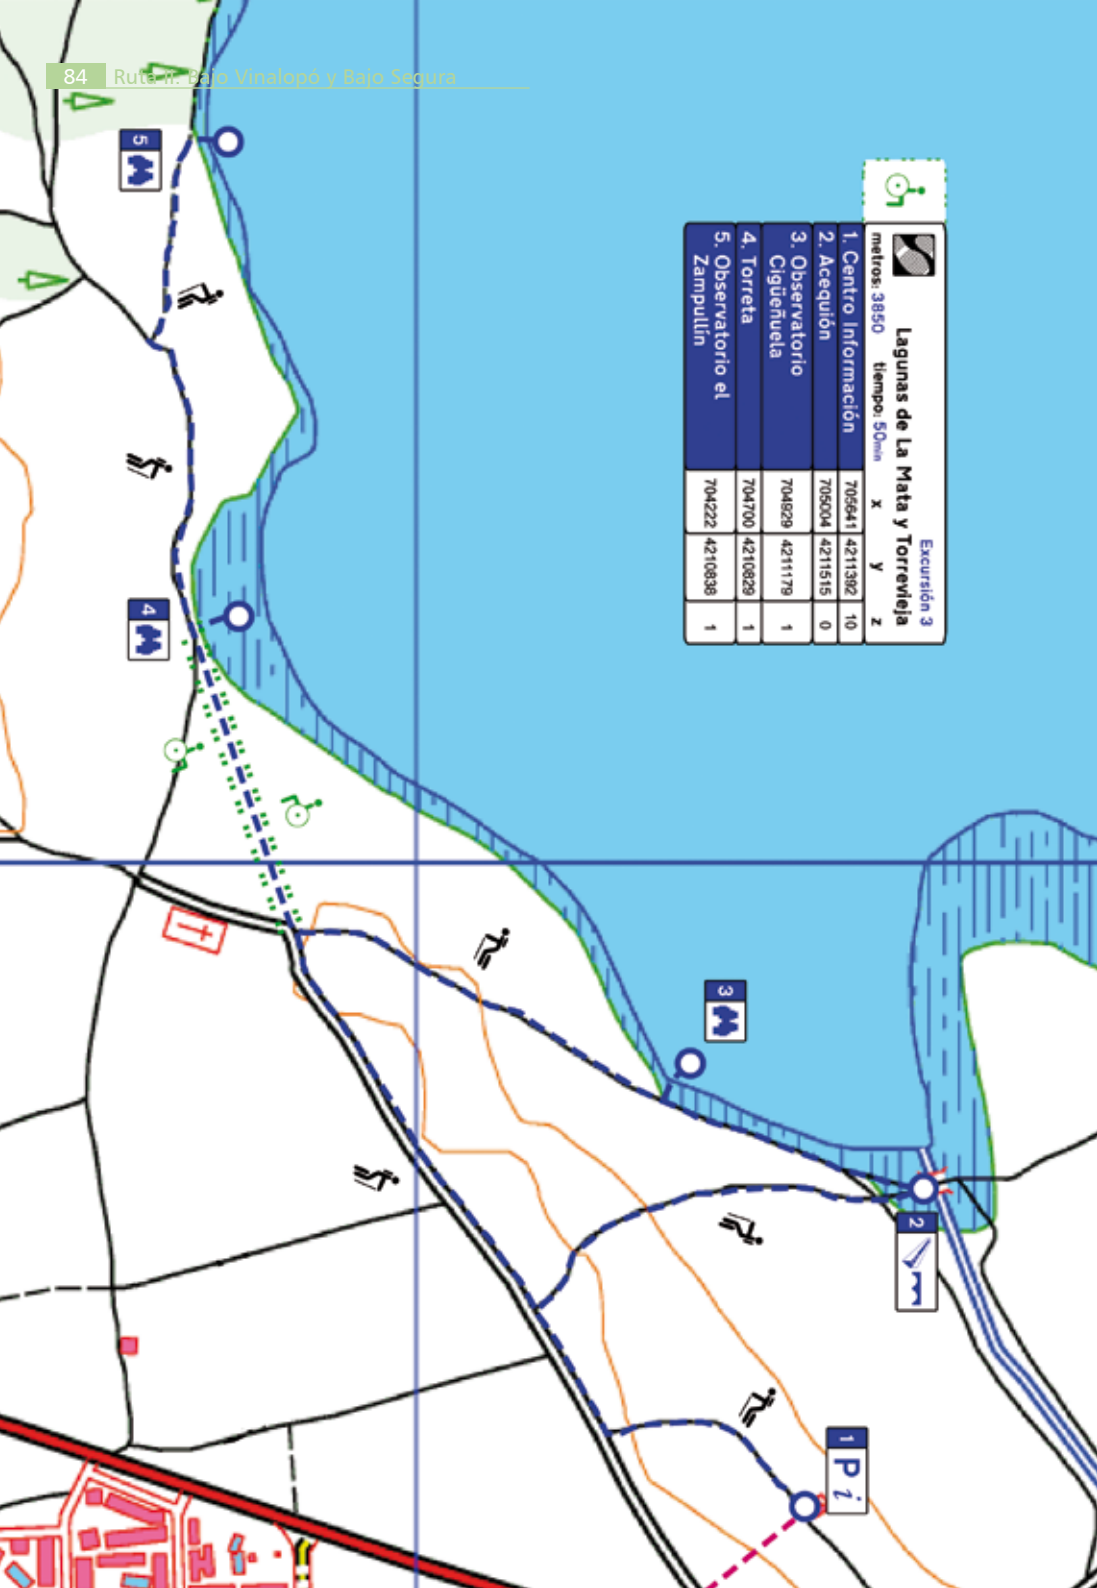 84 Ruta II. Bajo Vinalopó y Bajo Segura
Excursión 3
Lagunas de La Mata y Torrevieja
metros: 3850 tiempo: 50min x y z
1. Centro Información 705641 4211392 10
2. Acequión 705004 4211515 0
3. Observatorio
Cigüeñuela 704929 4211179 1
4. Torreta 704700 4210829 1
5. Observatorio el
Zampullín 704222 4210838 1
5
4
3
2
1 P i